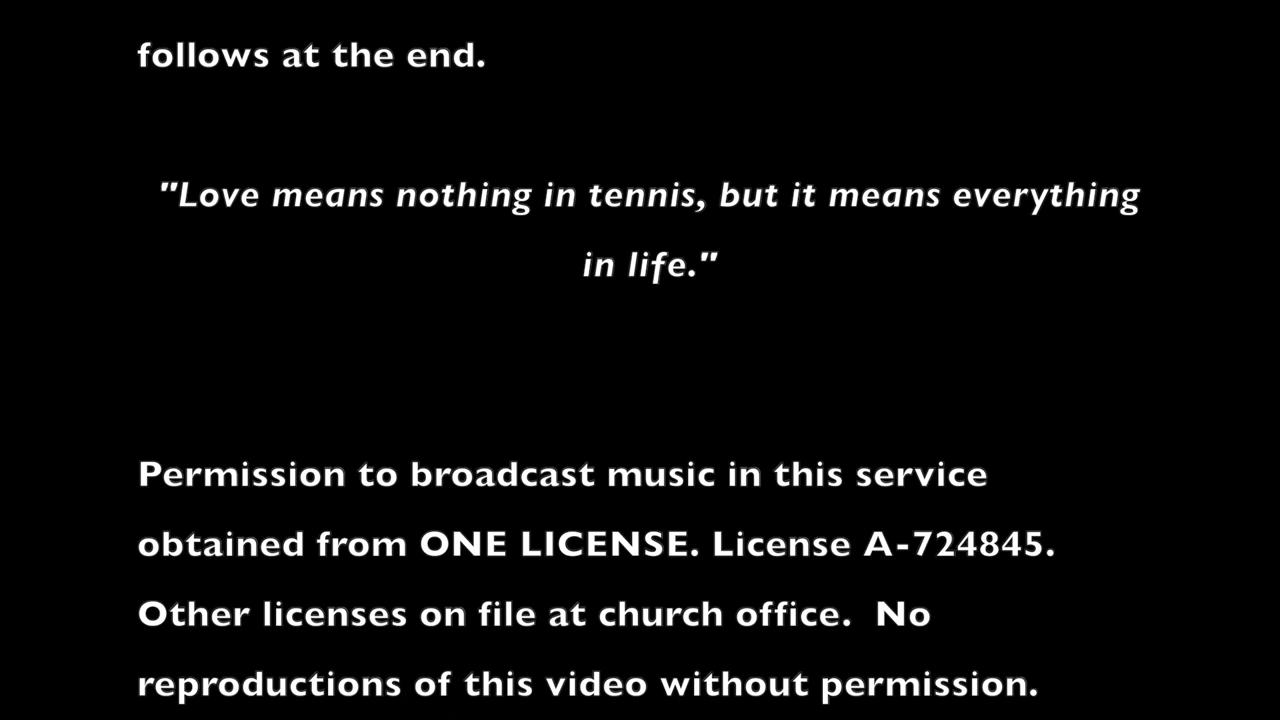 follows at the end.
"Love means nothing in tennis, but it means everything
in life."
Permission to broadcast music in this service
obtained from ONE LICENSE. License A-724845.
Other licenses on file at church office.  No
reproductions of this video without permission.